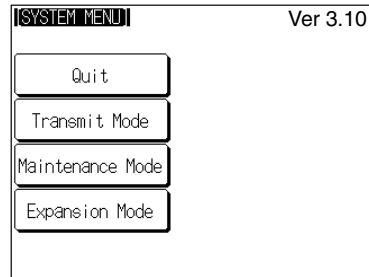 [SYSTEM MENU] Ver 3.10
Quit
Transmit Mode
Maintenance Mode
Expansion Mode